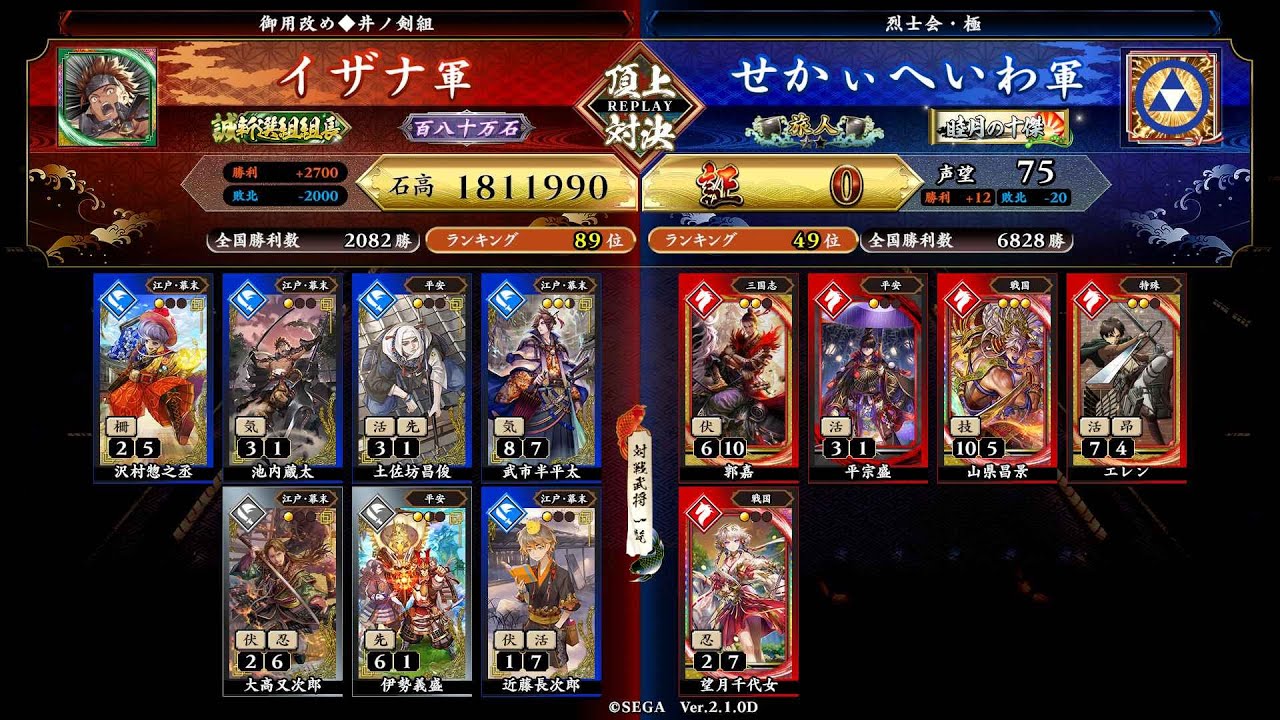 御用改め◆井ノ剣組
烈士会・極
イザナ軍
頂上
REPLAY
対決
せかぃへいわ軍
誠新選組組長
百八十万石
旅人
睦月の十傑
勝利 +2700
敗北 -2000
石高 1811990
証 0
声望 75
勝利 +12 敗北 -20
全国勝利数 2082勝
ランキング 89位
ランキング 49位
全国勝利数 6828勝
江戸・幕末
柵
2 5
沢村惣之丞
江戸・幕末
気
3 1
池内蔵太
平安
活 先
3 1
土佐坊昌俊
江戸・幕末
気
8 7
武市半平太
三国志
伏
6 10
郭嘉
平安
活
3 1
平宗盛
戦国
技
10 5
山県昌景
特殊
活 昂
7 4
エレン
対戦武将一覧
江戸・幕末
伏 忍
2 6
大高又次郎
平安
先
6 1
伊勢義盛
江戸・幕末
伏 活
1 7
近藤長次郎
戦国
忍
2 7
望月千代女
©SEGA Ver.2.1.0D